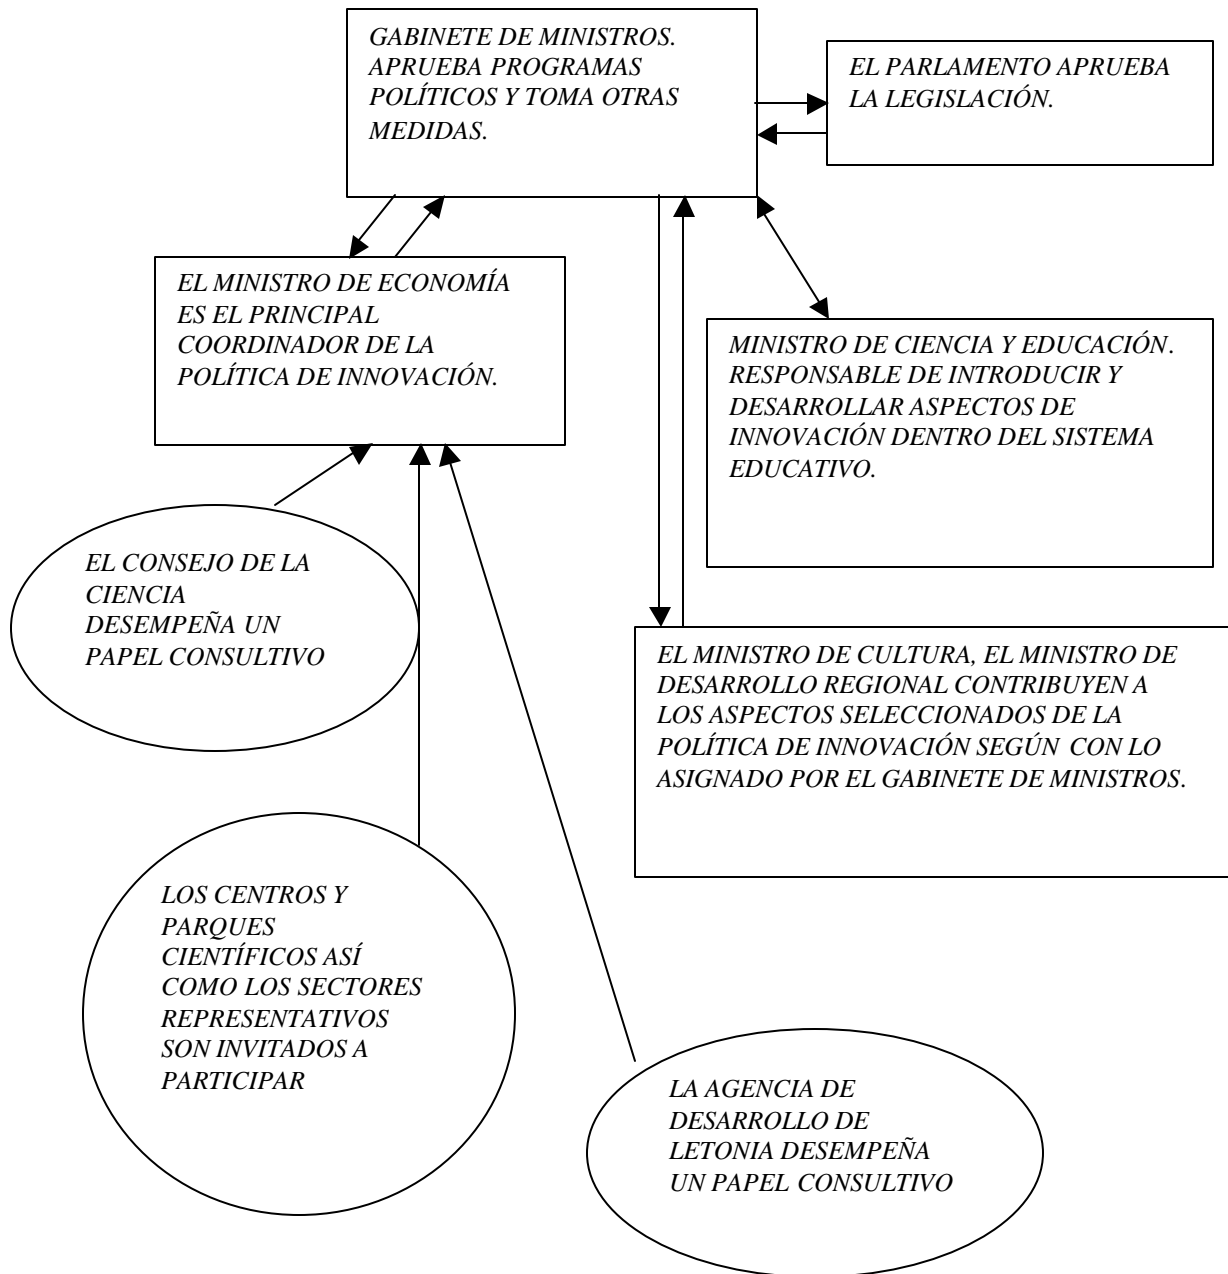 GABINETE DE MINISTROS.
APRUEBA PROGRAMAS
POLÍTICOS Y TOMA OTRAS
MEDIDAS.
EL PARLAMENTO APRUEBA
LA LEGISLACIÓN.
EL MINISTRO DE ECONOMÍA
ES EL PRINCIPAL
COORDINADOR DE LA
POLÍTICA DE INNOVACIÓN.
MINISTRO DE CIENCIA Y EDUCACIÓN.
RESPONSABLE DE INTRODUCIR Y
DESARROLLAR ASPECTOS DE
INNOVACIÓN DENTRO DEL SISTEMA
EDUCATIVO.
EL CONSEJO DE LA
CIENCIA
DESEMPEÑA UN
PAPEL CONSULTIVO
EL MINISTRO DE CULTURA, EL MINISTRO DE
DESARROLLO REGIONAL CONTRIBUYEN A
LOS ASPECTOS SELECCIONADOS DE LA
POLÍTICA DE INNOVACIÓN SEGÚN CON LO
ASIGNADO POR EL GABINETE DE MINISTROS.
LOS CENTROS Y
PARQUES
CIENTÍFICOS ASÍ
COMO LOS SECTORES
REPRESENTATIVOS
SON INVITADOS A
PARTICIPAR
LA AGENCIA DE
DESARROLLO DE
LETONIA DESEMPEÑA
UN PAPEL CONSULTIVO